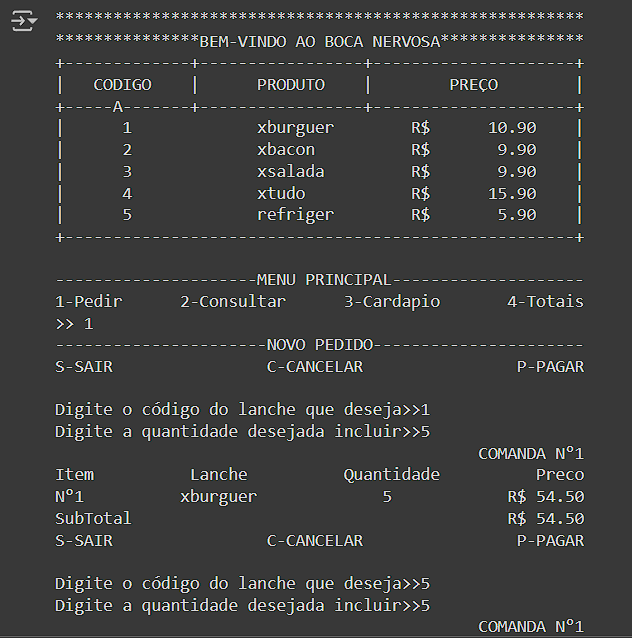 *******************************************************
***************BEM-VINDO AO BOCA NERVOSA***************
+-------------+-----------------+---------------------+
|   CODIGO    |      PRODUTO    |        PREÇO        |
+-----A-------+-----------------+---------------------+
|      1             xburguer        R$      10.90    |
|      2             xbacon          R$       9.90    |
|      3             xsalada         R$       9.90    |
|      4             xtudo           R$      15.90    |
|      5             refriger        R$       5.90    |
+-----------------------------------------------------+
---------------------MENU PRINCIPAL--------------------
1-Pedir      2-Consultar      3-Cardapio       4-Totais
>> 1
----------------------NOVO PEDIDO----------------------
S-SAIR                C-CANCELAR                P-PAGAR
Digite o código do lanche que deseja>>1
Digite a quantidade desejada incluir>>5
COMANDA Nº1
Item          Lanche          Quantidade          Preco
Nº1          xburguer             5            R$ 54.50
SubTotal                                       R$ 54.50
S-SAIR                C-CANCELAR                P-PAGAR
Digite o código do lanche que deseja>>5
Digite a quantidade desejada incluir>>5
COMANDA Nº1